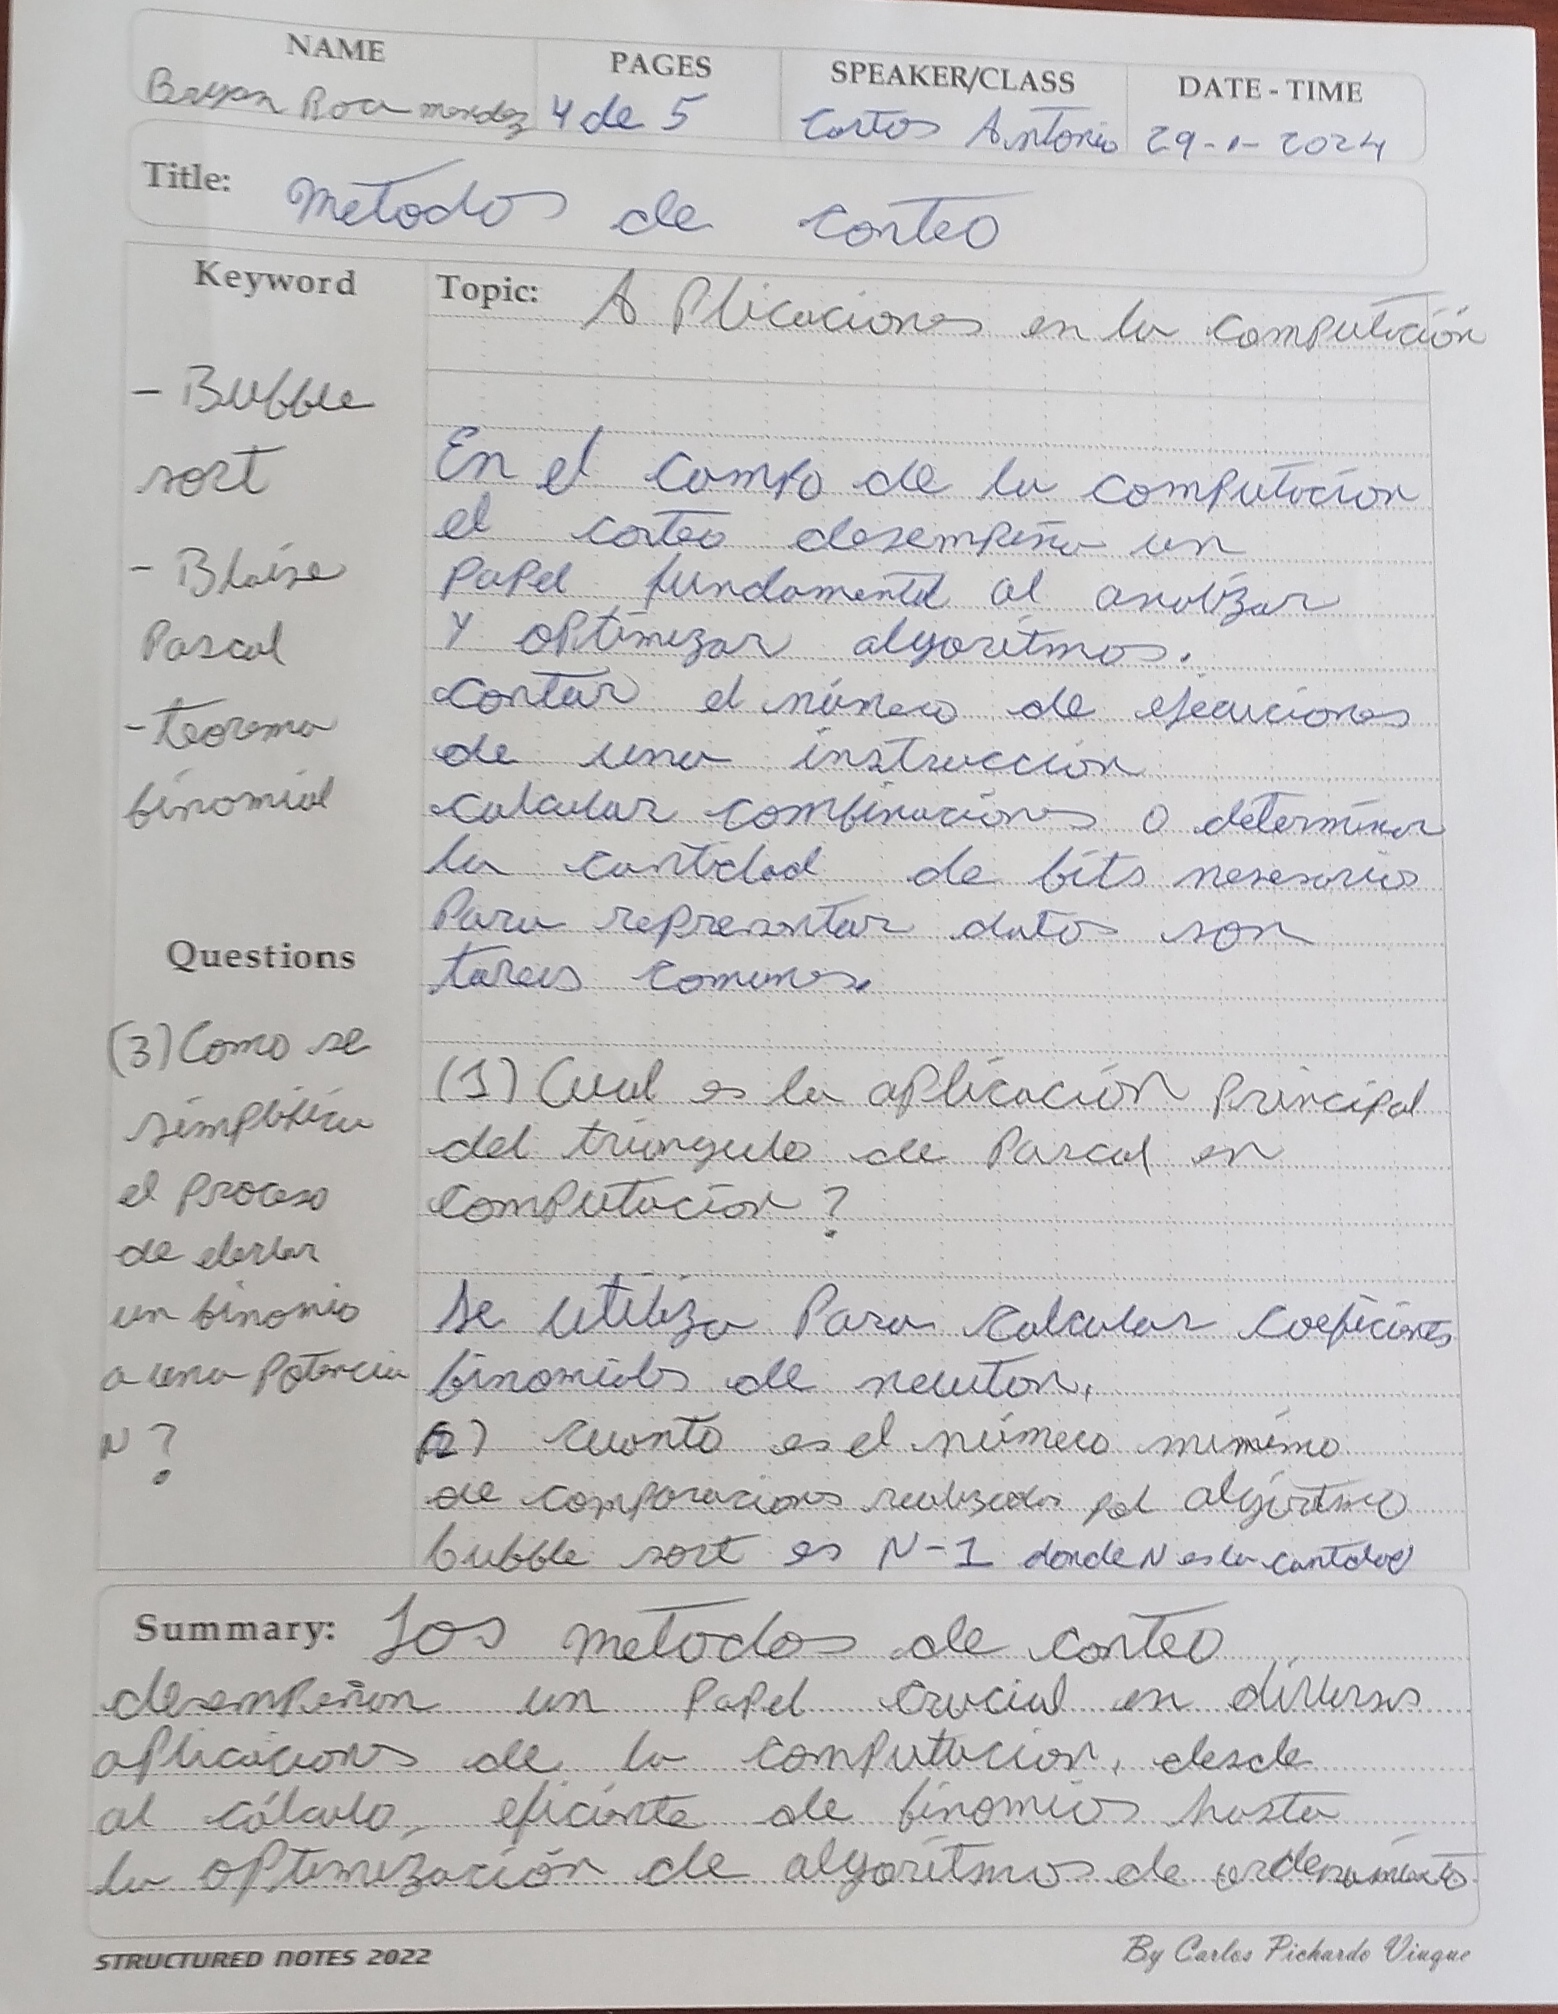 NAME
PAGES
SPEAKER/CLASS
DATE - TIME
Bryan Roca mendez
4 de 5
Carlos Antonio
29-1-2024
Title: Metodos de conteo
Keyword
- Bubble
sort
- Blaise
Pascal
- teorema
binomial
Questions
(3) Como se
simplifica
el proceso
de elevar
un binomio
a una potencia
N?
Topic: Aplicaciones en la computación
En el campo de la computación
el conteo desempeña un
papel fundamental al analizar
y optimizar algoritmos.
contar el número de ejecuciones
de una instrucción
calcular combinaciones o determinar
la cantidad de bits nesesarios
para representar datos son
tareas comunes.
(1) Cual es la aplicación principal
del triangulo de Pascal en
computacion?
Se utiliza Para calcular coeficientes
binomiales de newton.
2) cuanto es el número minimo
de comparaciones realizadas pol algoritmo
bubble sort es N-1 donde N es la cantidad
Summary: Los metodos de conteo
desempeñan un papel crucial en diversas
aplicaciones de la computacion, desde
al cálculo, eficiente de binomios hasta
la optimización de algoritmos de ordenamiento
STRUCTURED NOTES 2022
By Carlos Pichardo Viuque